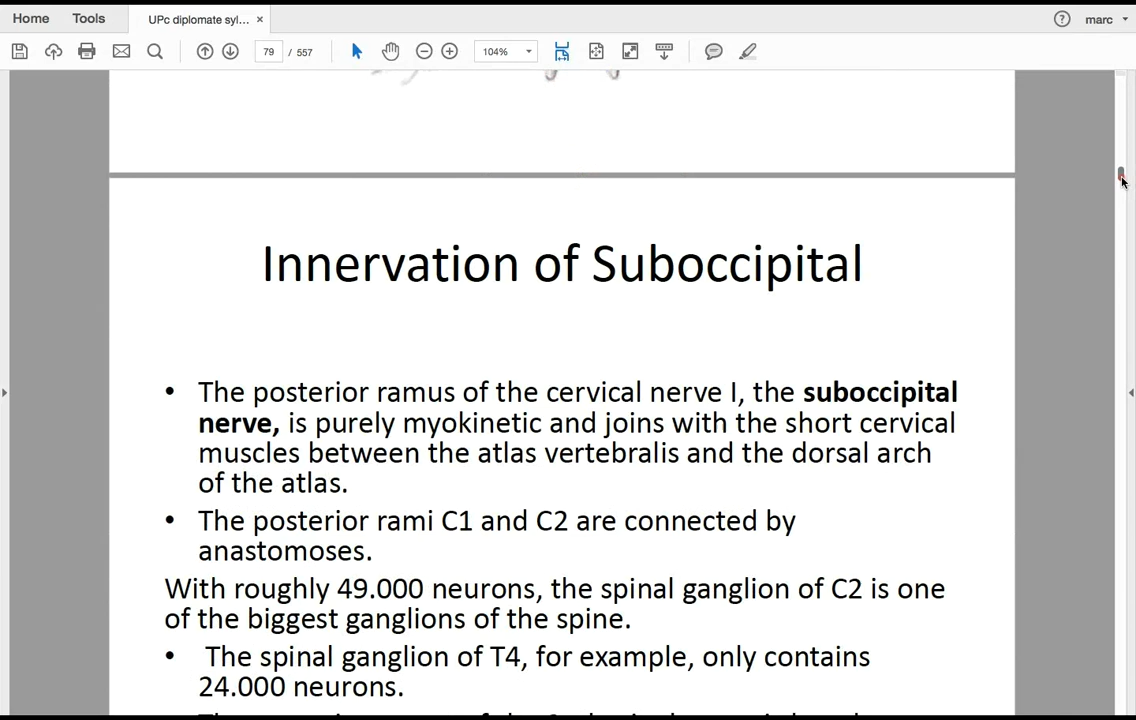 Home Tools UPc diplomate syl... × marc
79 / 557 104%
Innervation of Suboccipital
• The posterior ramus of the cervical nerve I, the suboccipital
nerve, is purely myokinetic and joins with the short cervical
muscles between the atlas vertebralis and the dorsal arch
of the atlas.
• The posterior rami C1 and C2 are connected by
anastomoses.
With roughly 49.000 neurons, the spinal ganglion of C2 is one
of the biggest ganglions of the spine.
• The spinal ganglion of T4, for example, only contains
24.000 neurons.